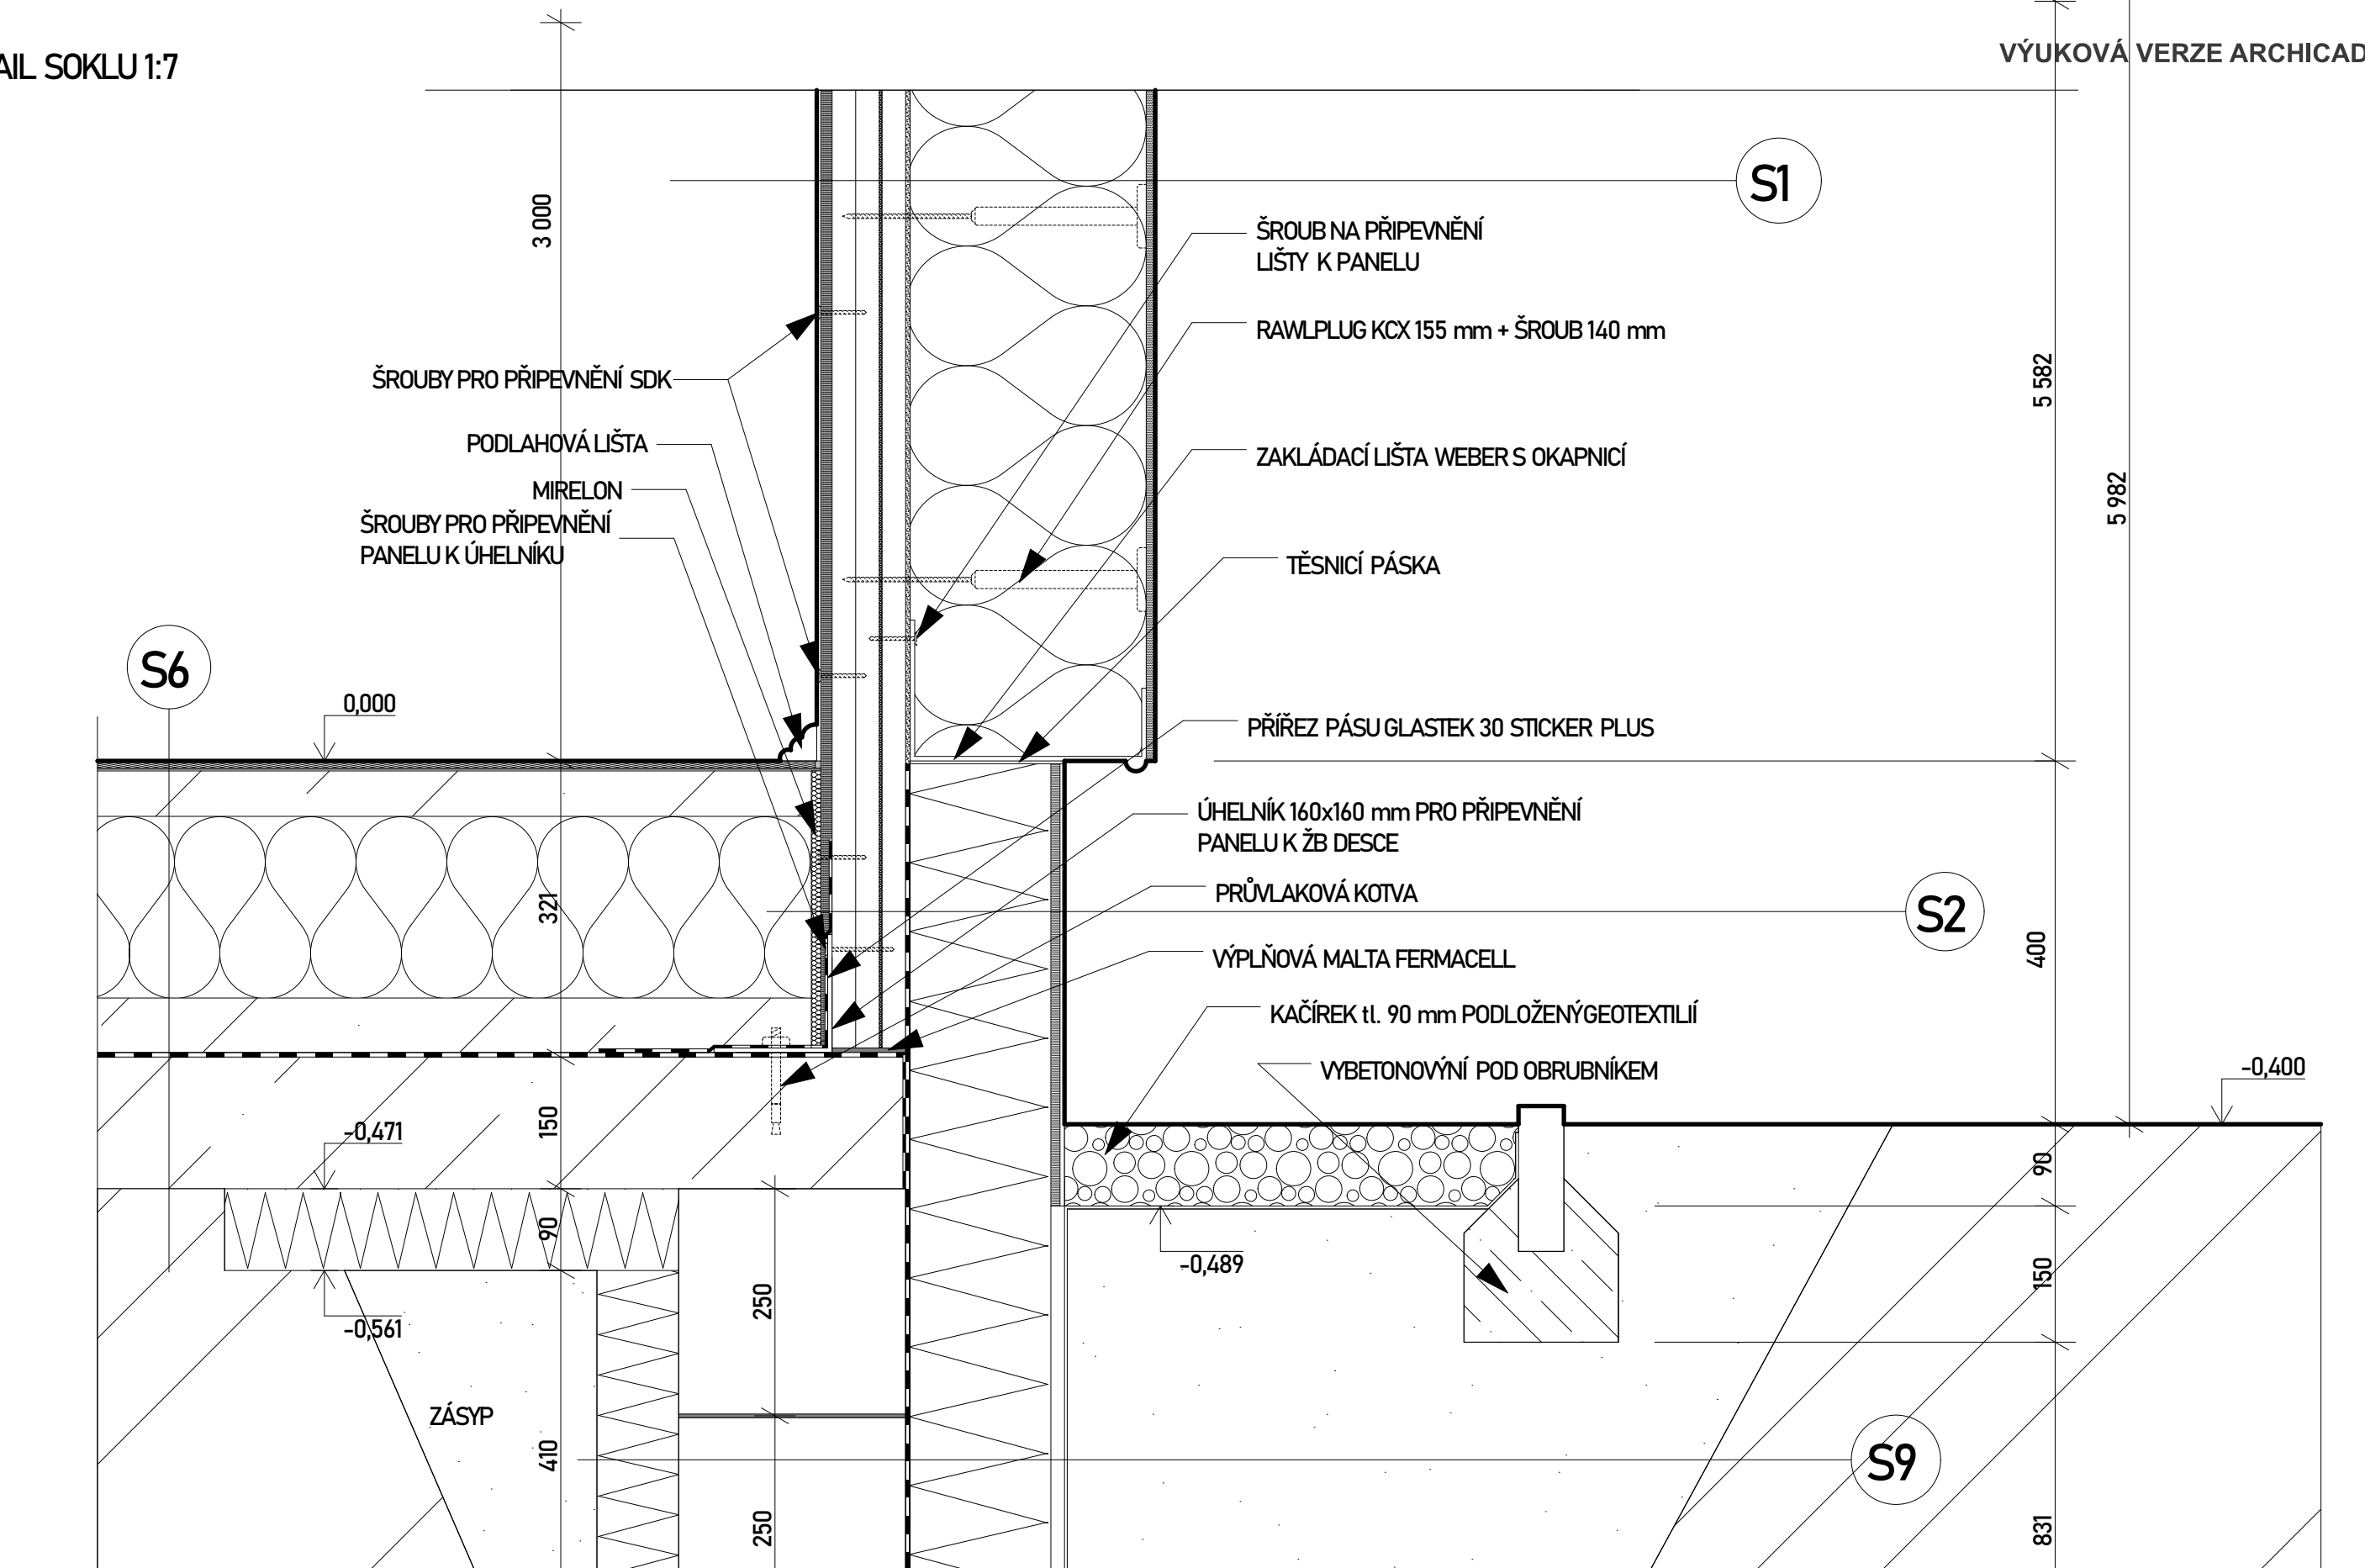 AIL SOKLU 1:7
VÝUKOVÁ VERZE ARCHICAD
S1
3 000
ŠROUB NA PŘIPEVNĚNÍ
LIŠTY K PANELU
RAWLPLUG KCX 155 mm + ŠROUB 140 mm
5 582
ŠROUBY PRO PŘIPEVNĚNÍ SDK
PODLAHOVÁ LIŠTA
ZAKLÁDACÍ LIŠTA WEBER S OKAPNICÍ
MIRELON
5 982
ŠROUBY PRO PŘIPEVNĚNÍ
PANELU K ÚHELNÍKU
TĚSNICÍ PÁSKA
S6
0,000
PŘÍŘEZ PÁSU GLASTEK 30 STICKER PLUS
ÚHELNÍK 160x160 mm PRO PŘIPEVNĚNÍ
PANELU K ŽB DESCE
321
PRŮVLAKOVÁ KOTVA
S2
400
VÝPLŇOVÁ MALTA FERMACELL
KAČÍREK tl. 90 mm PODLOŽENÝGEOTEXTILIÍ
VYBETONOVÝNÍ POD OBRUBNÍKEM
-0,400
150
-0,471
90
90
-0,489
150
250
-0,561
ZÁSYP
410
S9
250
831